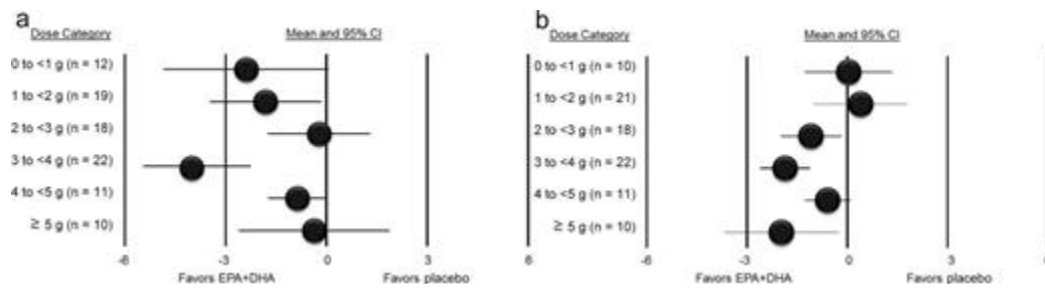 a
Dose Category Mean and 95% CI
0 to <1 g (n = 12)
1 to <2 g (n = 19)
2 to <3 g (n = 18)
3 to <4 g (n = 22)
4 to <5 g (n = 11)
≥ 5 g (n = 10)
-6 -3 0 3
Favors EPA+DHA Favors placebo
b
Dose Category Mean and 95% CI
0 to <1 g (n = 10)
1 to <2 g (n = 21)
2 to <3 g (n = 18)
3 to <4 g (n = 22)
4 to <5 g (n = 11)
≥ 5 g (n = 10)
-6 -3 0 3
Favors EPA+DHA Favors placebo